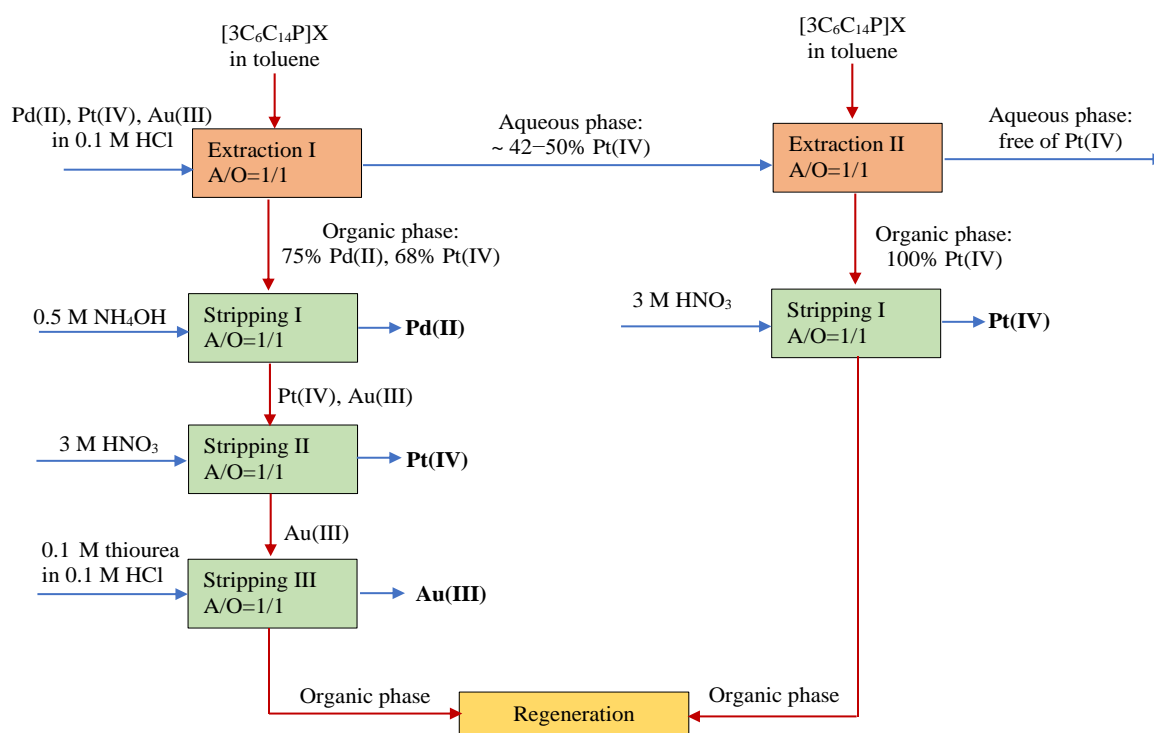 [3C₆C₁₄P]X
in toluene
[3C₆C₁₄P]X
in toluene
Pd(II), Pt(IV), Au(III)
in 0.1 M HCl
Extraction I
A/O=1/1
Aqueous phase:
~ 42−50% Pt(IV)
Extraction II
A/O=1/1
Aqueous phase:
free of Pt(IV)
Organic phase:
75% Pd(II), 68% Pt(IV)
Organic phase:
100% Pt(IV)
0.5 M NH₄OH
Stripping I
A/O=1/1
Pd(II)
3 M HNO₃
Stripping I
A/O=1/1
Pt(IV)
Pt(IV), Au(III)
3 M HNO₃
Stripping II
A/O=1/1
Pt(IV)
Au(III)
0.1 M thiourea
in 0.1 M HCl
Stripping III
A/O=1/1
Au(III)
Organic phase
Regeneration
Organic phase